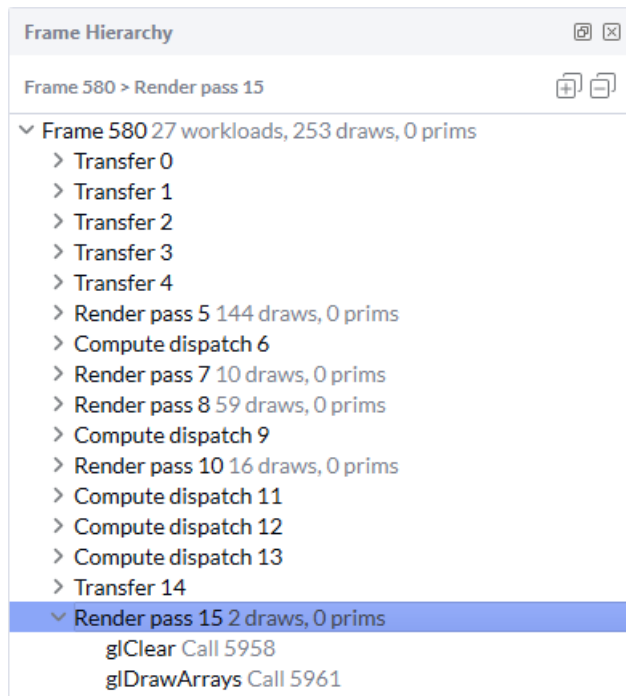 Frame Hierarchy
Frame 580 > Render pass 15
Frame 580 27 workloads, 253 draws, 0 prims
Transfer 0
Transfer 1
Transfer 2
Transfer 3
Transfer 4
Render pass 5 144 draws, 0 prims
Compute dispatch 6
Render pass 7 10 draws, 0 prims
Render pass 8 59 draws, 0 prims
Compute dispatch 9
Render pass 10 16 draws, 0 prims
Compute dispatch 11
Compute dispatch 12
Compute dispatch 13
Transfer 14
Render pass 15 2 draws, 0 prims
glClear Call 5958
glDrawArrays Call 5961